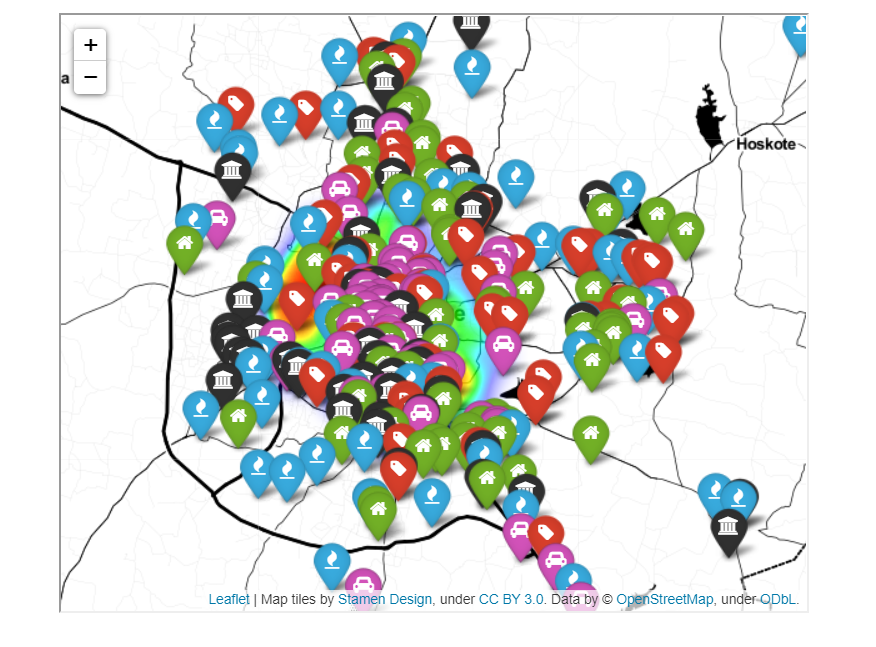 +
−
a
Hoskote
e
Leaflet | Map tiles by Stamen Design, under CC BY 3.0. Data by © OpenStreetMap, under ODbL.